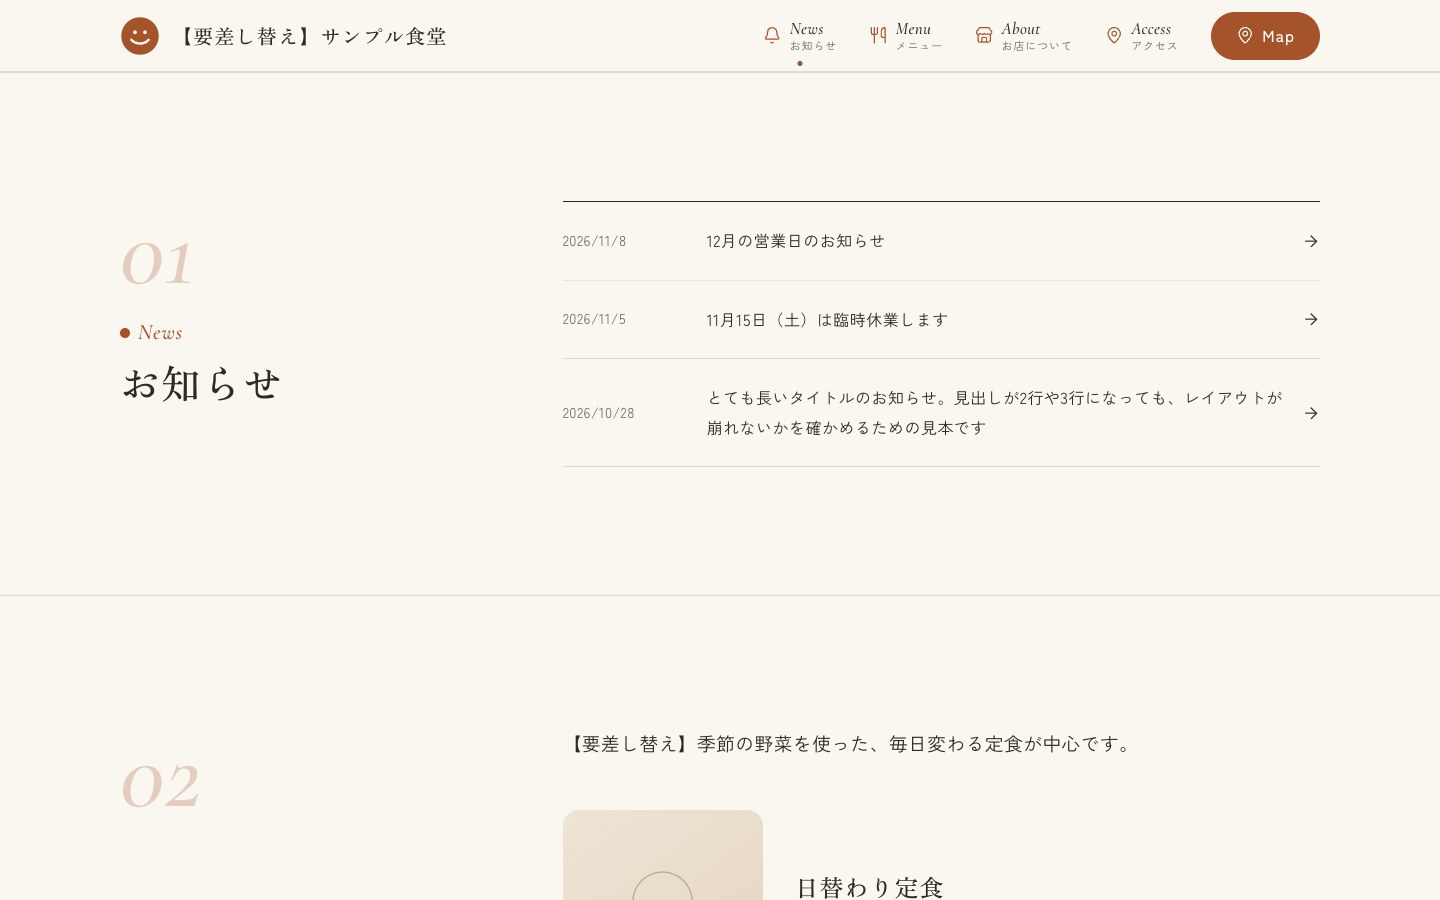 【要差し替え】サンプル食堂
News
お知らせ
Menu
メニュー
About
お店について
Access
アクセス
Map
01
News
お知らせ
2026/11/8
12月の営業日のお知らせ
2026/11/5
11月15日（土）は臨時休業します
2026/10/28
とても長いタイトルのお知らせ。見出しが2行や3行になっても、レイアウトが
崩れないかを確かめるための見本です
02
【要差し替え】季節の野菜を使った、毎日変わる定食が中心です。
日替わり定食